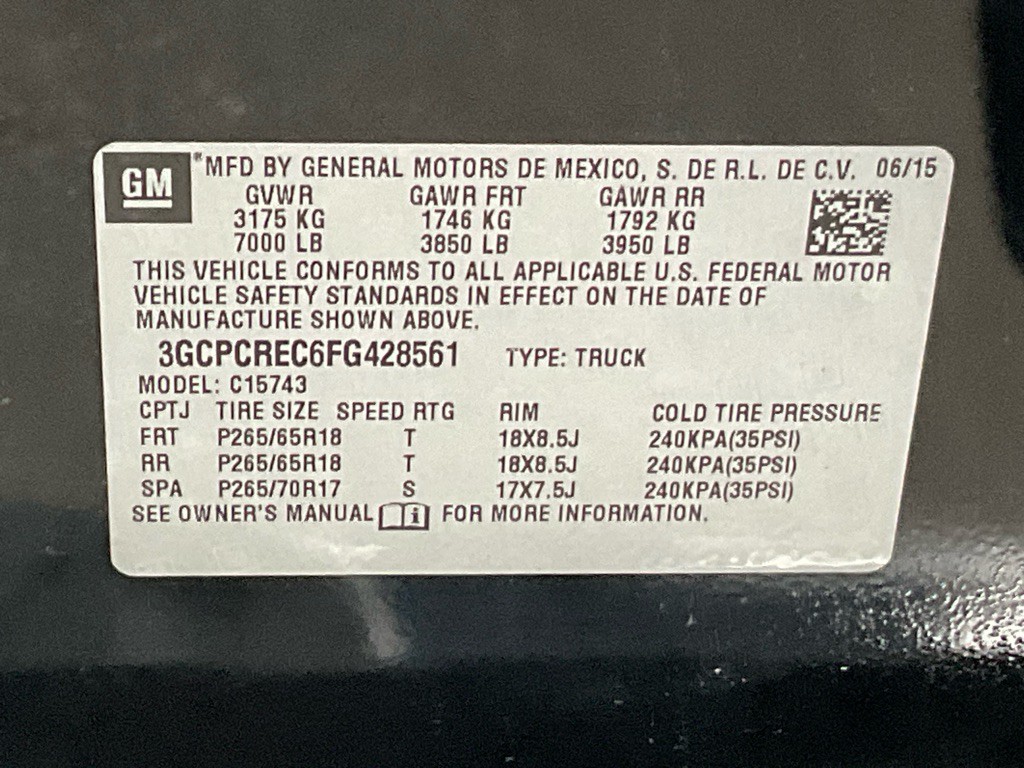 GM
MFD BY GENERAL MOTORS DE MEXICO, S. DE R.L. DE C.V. 06/15
GVWR GAWR FRT GAWR RR
3175 KG 1746 KG 1792 KG
7000 LB 3850 LB 3950 LB
THIS VEHICLE CONFORMS TO ALL APPLICABLE U.S. FEDERAL MOTOR
VEHICLE SAFETY STANDARDS IN EFFECT ON THE DATE OF
MANUFACTURE SHOWN ABOVE.
3GCPCREC6FG428561 TYPE: TRUCK
MODEL: C15743
CPTJ TIRE SIZE SPEED RTG RIM COLD TIRE PRESSURE
FRT P265/65R18 T 18X8.5J 240KPA(35PSI)
RR P265/65R18 T 18X8.5J 240KPA(35PSI)
SPA P265/70R17 S 17X7.5J 240KPA(35PSI)
SEE OWNER'S MANUAL i FOR MORE INFORMATION.